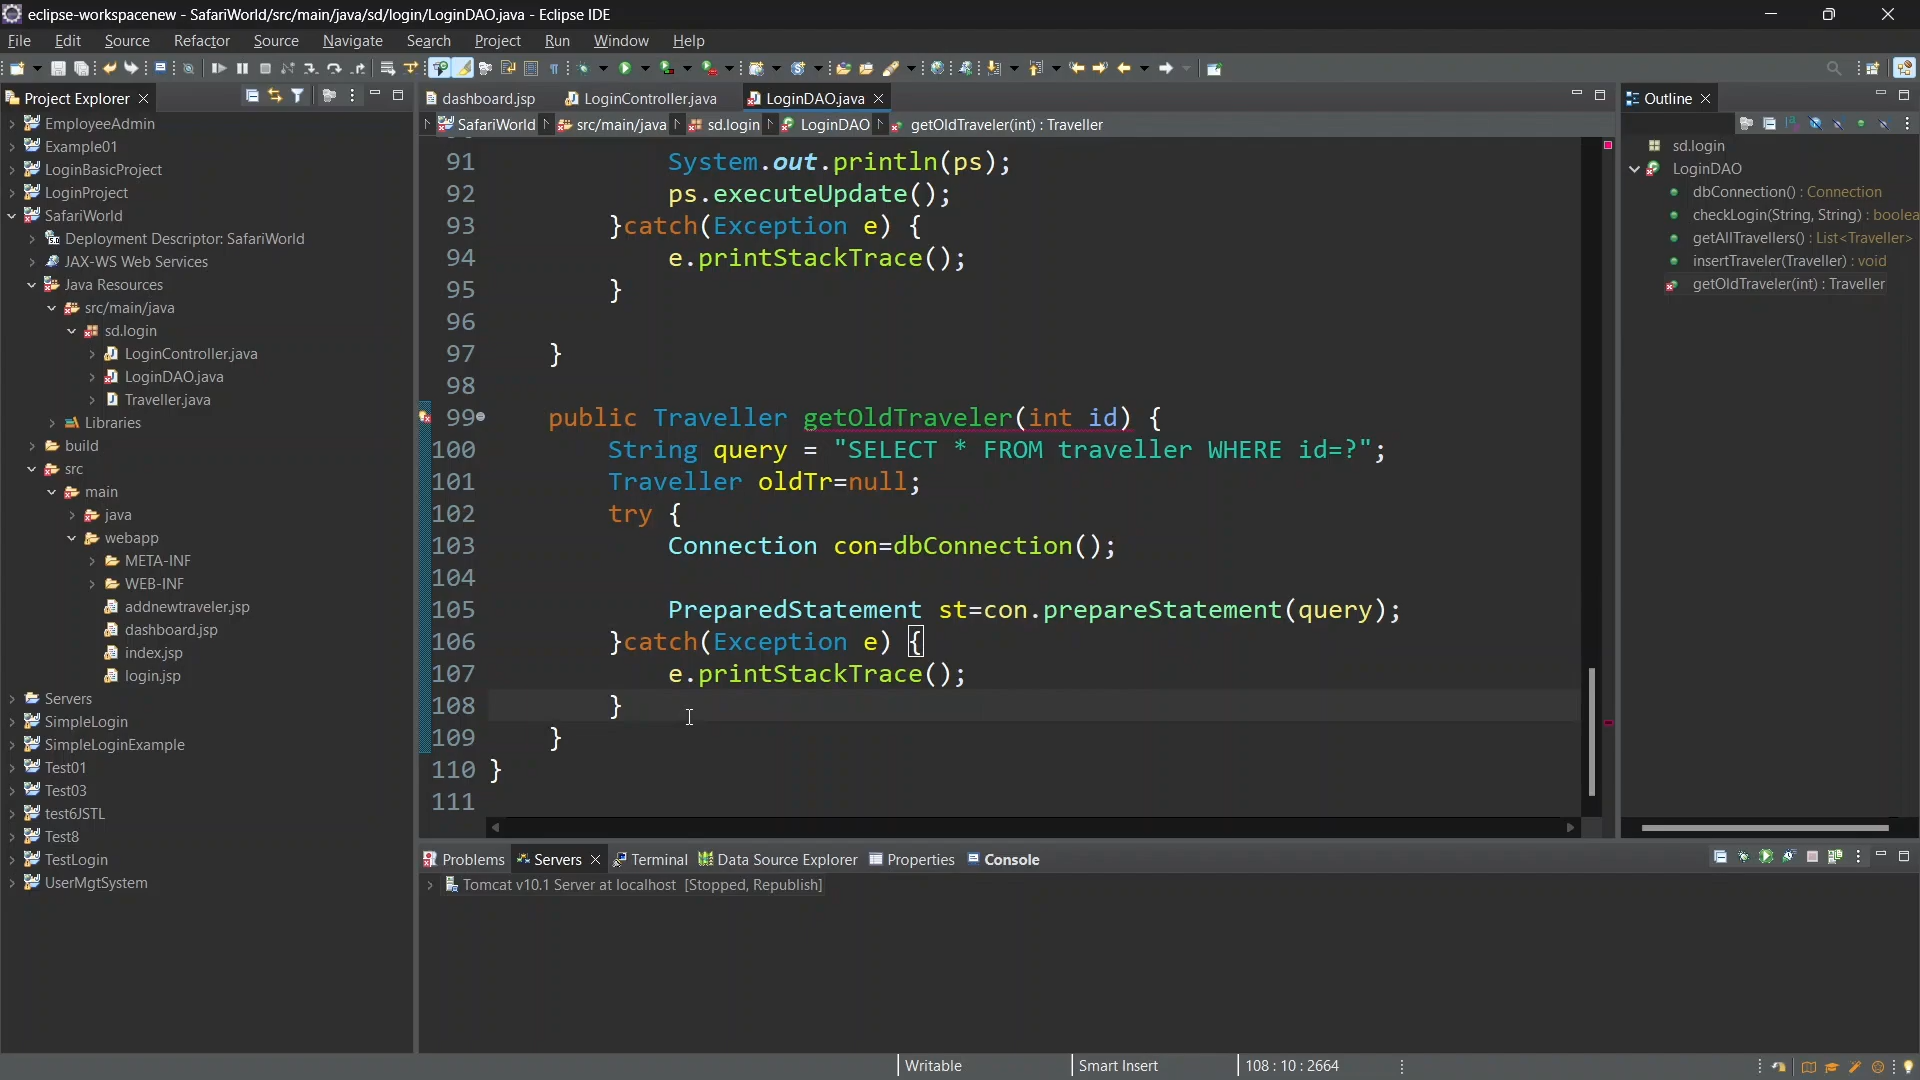 eclipse-workspacenew - SafariWorld/src/main/java/sd/login/LoginDAO.java - Eclipse IDE
File Edit Source Refactor Source Navigate Search Project Run Window Help
Project Explorer
EmployeeAdmin
Example01
LoginBasicProject
LoginProject
SafariWorld
Deployment Descriptor: SafariWorld
JAX-WS Web Services
Java Resources
src/main/java
sd.login
LoginController.java
LoginDAO.java
Traveller.java
Libraries
build
src
main
java
webapp
META-INF
WEB-INF
addnewtraveler.jsp
dashboard.jsp
index.jsp
login.jsp
Servers
SimpleLogin
SimpleLoginExample
Test01
Test03
test6JSTL
Test8
TestLogin
UserMgtSystem
dashboard.jsp LoginController.java LoginDAO.java
SafariWorld src/main/java sd.login LoginDAO getOldTraveler(int) : Traveller
91 System.out.println(ps);
92 ps.executeUpdate();
93 }catch(Exception e) {
94 e.printStackTrace();
95 }
96
97 }
98
99 public Traveller getOldTraveler(int id) {
100 String query = "SELECT * FROM traveller WHERE id=?";
101 Traveller oldTr=null;
102 try {
103 Connection con=dbConnection();
104
105 PreparedStatement st=con.prepareStatement(query);
106 }catch(Exception e) {
107 e.printStackTrace();
108 }
109 }
110 }
111
Outline
sd.login
LoginDAO
dbConnection() : Connection
checkLogin(String, String) : boolea
getAllTravellers() : List<Traveller>
insertTraveler(Traveller) : void
getOldTraveler(int) : Traveller
Problems Servers Terminal Data Source Explorer Properties Console
Tomcat v10.1 Server at localhost [Stopped, Republish]
Writable Smart Insert 108 : 10 : 2664